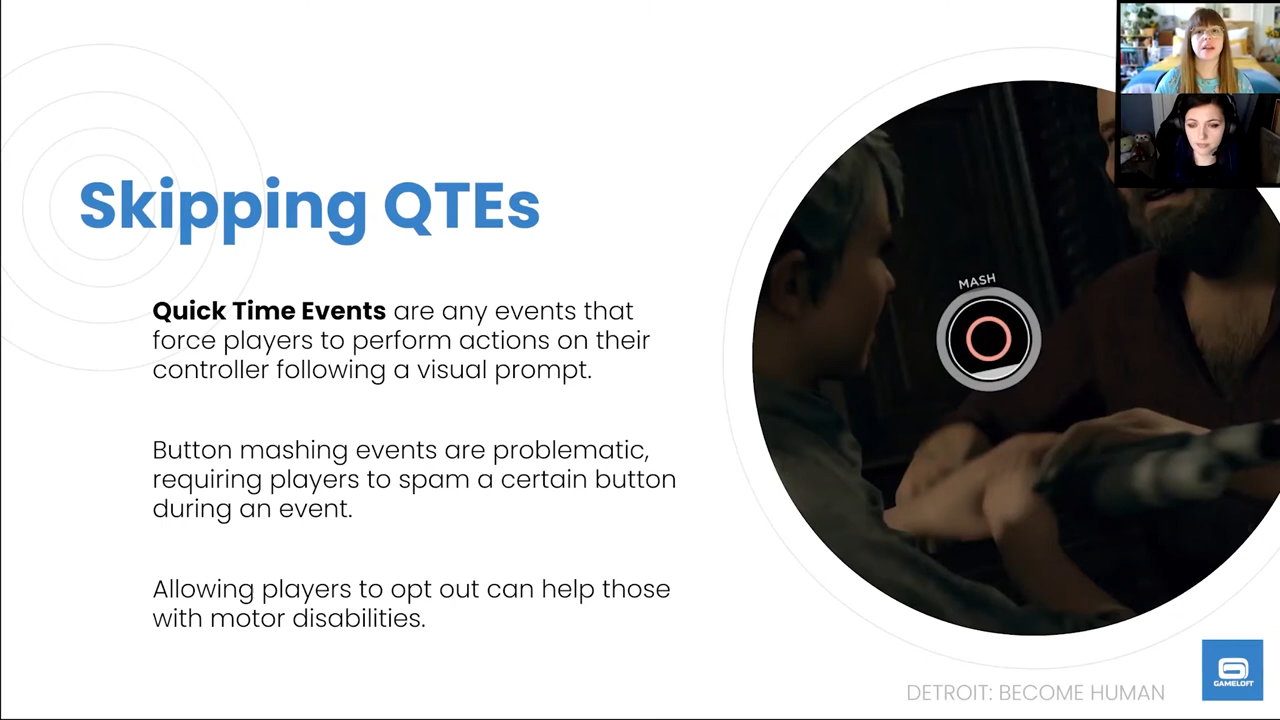 Skipping QTEs
Quick Time Events are any events that
force players to perform actions on their
controller following a visual prompt.
Button mashing events are problematic,
requiring players to spam a certain button
during an event.
Allowing players to opt out can help those
with motor disabilities.
MASH
DETROIT: BECOME HUMAN
GAMELOFT